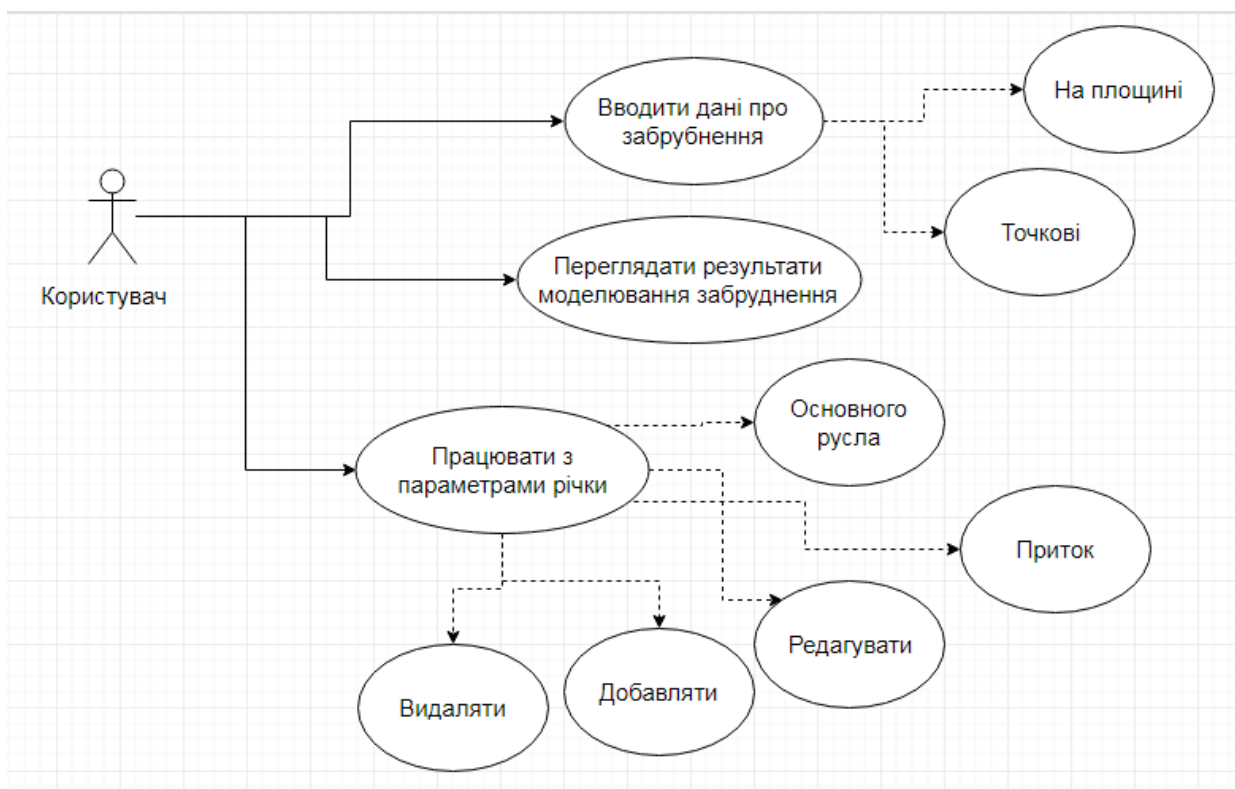 Вводити дані про
забрубнення
На площині
Точкові
Користувач
Переглядати результати
моделювання забруднення
Основного
русла
Працювати з
параметрами річки
Приток
Редагувати
Добавляти
Видаляти